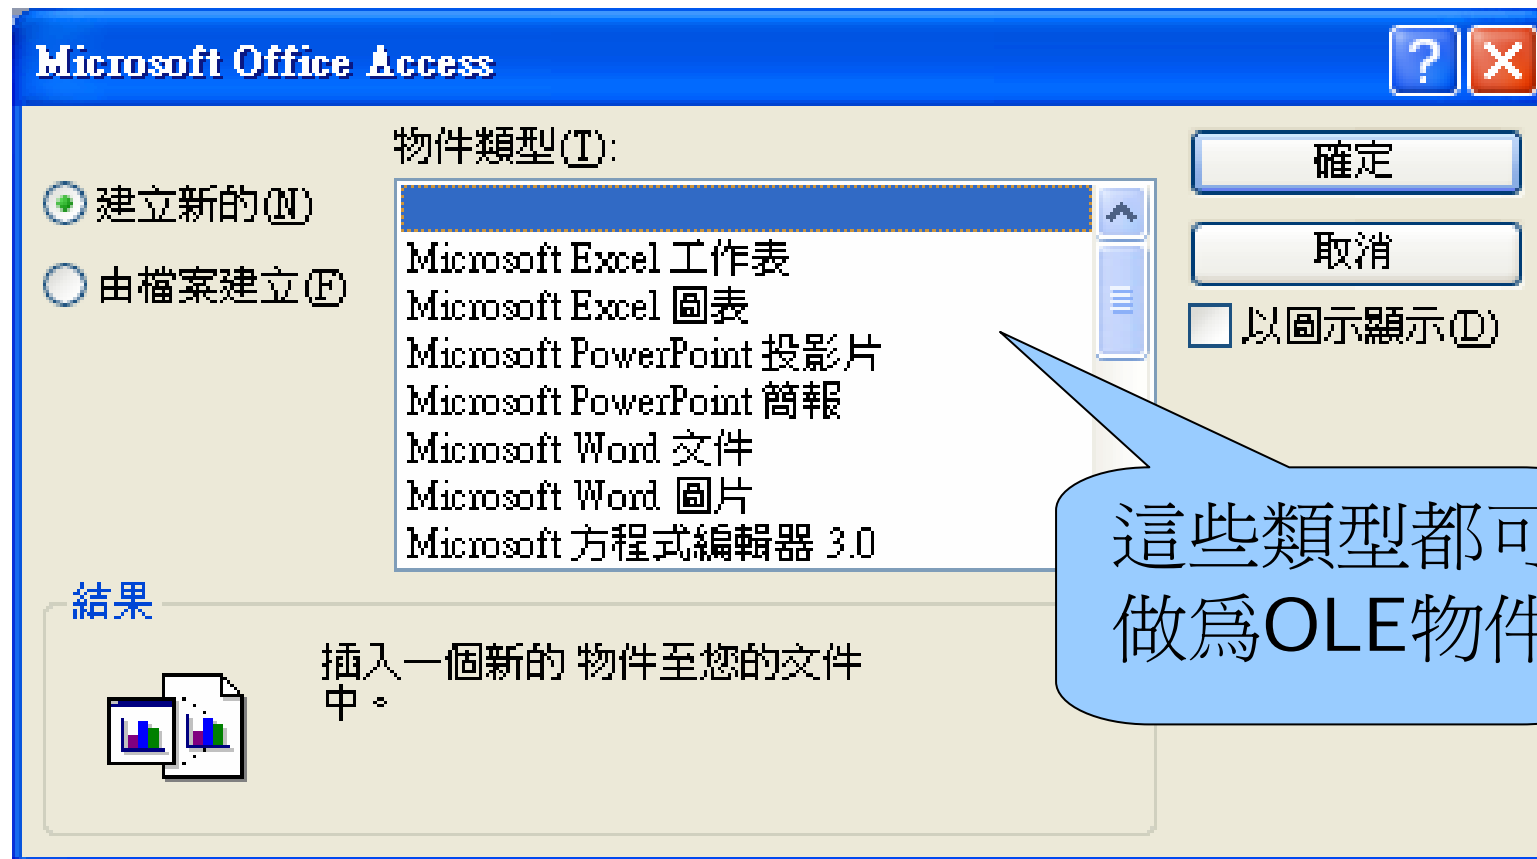 Microsoft Office Access
物件類型(T):
建立新的(N)
由檔案建立(F)
Microsoft Excel 工作表
Microsoft Excel 圖表
Microsoft PowerPoint 投影片
Microsoft PowerPoint 簡報
Microsoft Word 文件
Microsoft Word 圖片
Microsoft 方程式編輯器 3.0
確定
取消
以圖示顯示(D)
這些類型都可
做為OLE物件
結果
插入一個新的 物件至您的文件
中。